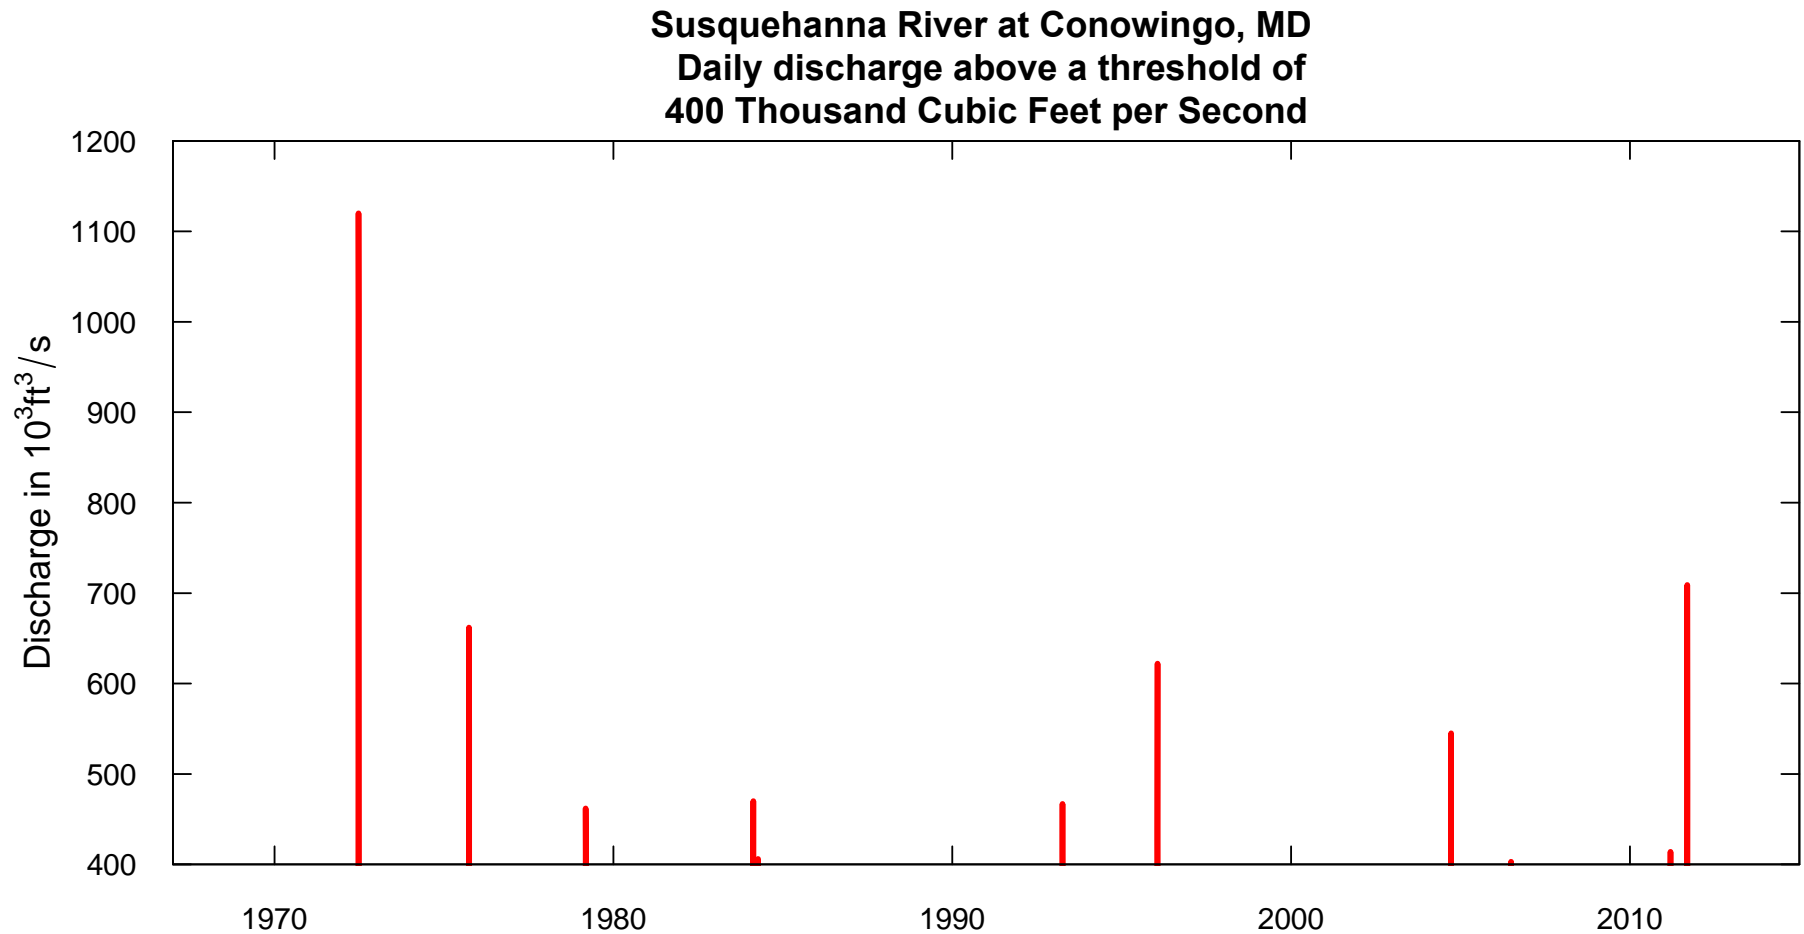 Susquehanna River at Conowingo, MD
Daily discharge above a threshold of
400 Thousand Cubic Feet per Second
1200
1100
1000
900
800
700
600
500
400
Discharge in 10³ft³/s
1970 1980 1990 2000 2010